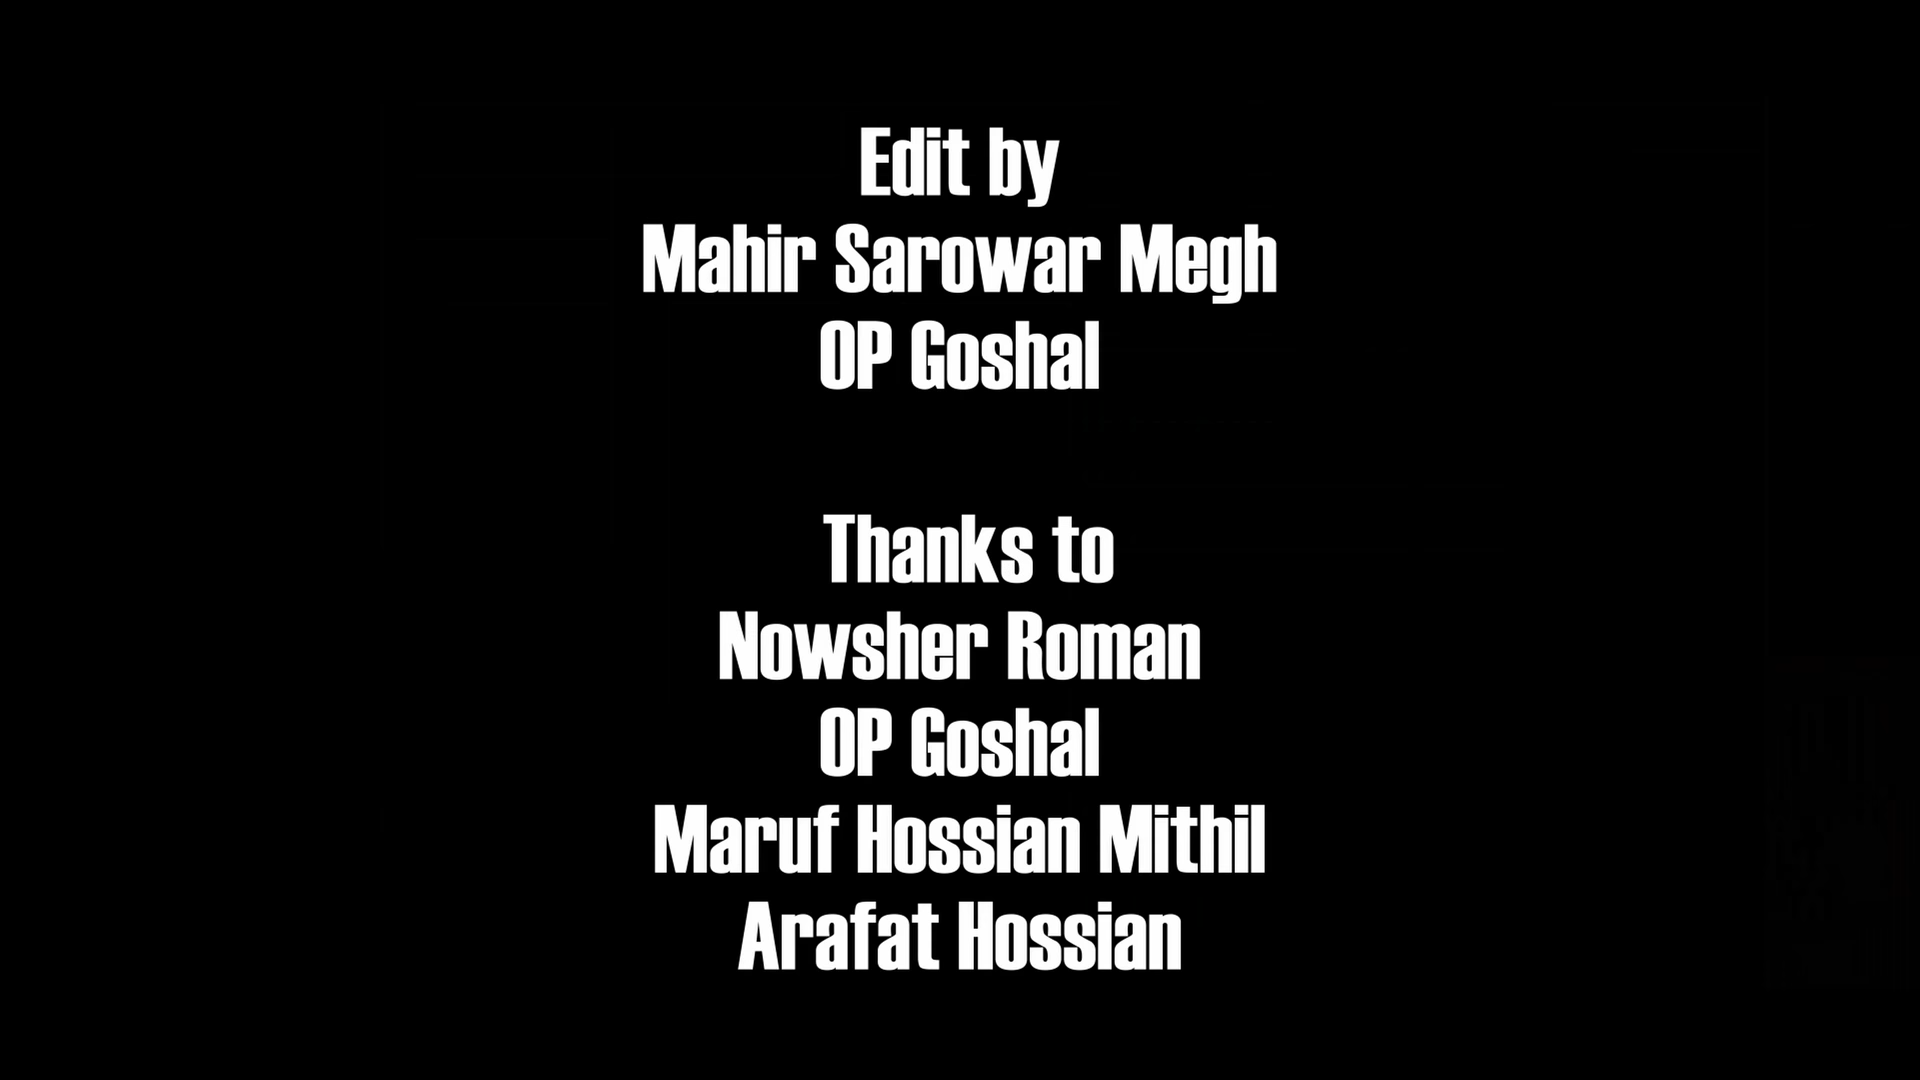 Edit by
Mahir Sarowar Megh
OP Goshal
Thanks to
Nowsher Roman
OP Goshal
Maruf Hossian Mithil
Arafat Hossian